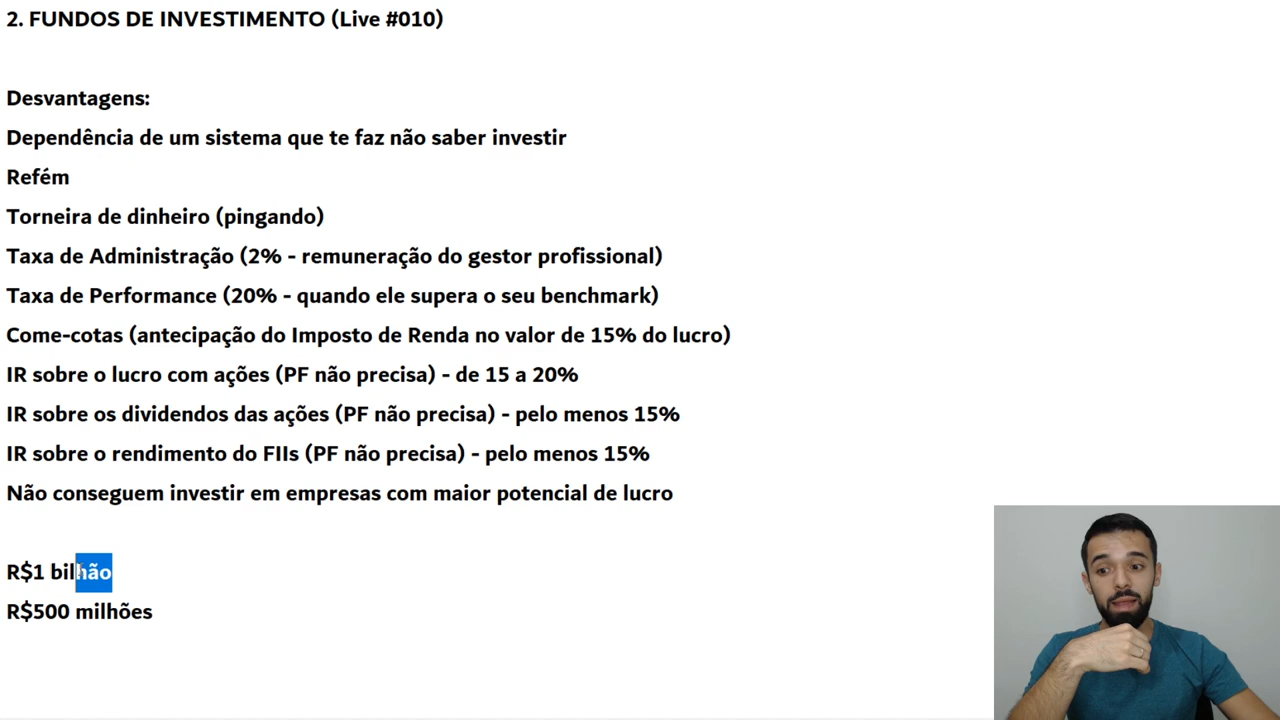 2. FUNDOS DE INVESTIMENTO (Live #010)
Desvantagens:
Dependência de um sistema que te faz não saber investir
Refém
Torneira de dinheiro (pingando)
Taxa de Administração (2% - remuneração do gestor profissional)
Taxa de Performance (20% - quando ele supera o seu benchmark)
Come-cotas (antecipação do Imposto de Renda no valor de 15% do lucro)
IR sobre o lucro com ações (PF não precisa) - de 15 a 20%
IR sobre os dividendos das ações (PF não precisa) - pelo menos 15%
IR sobre o rendimento do FIIs (PF não precisa) - pelo menos 15%
Não conseguem investir em empresas com maior potencial de lucro
R$1 bilhão
R$500 milhões